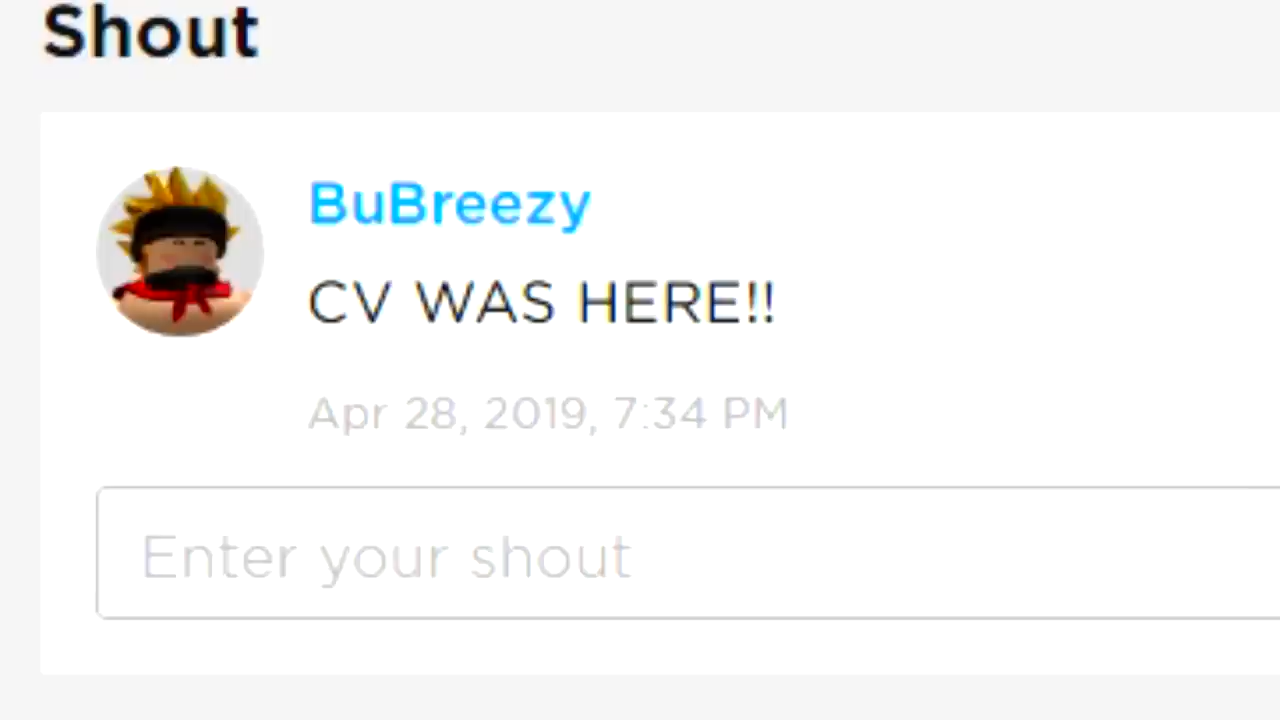 Shout
BuBreezy
CV WAS HERE!!
Apr 28, 2019, 7:34 PM
Enter your shout